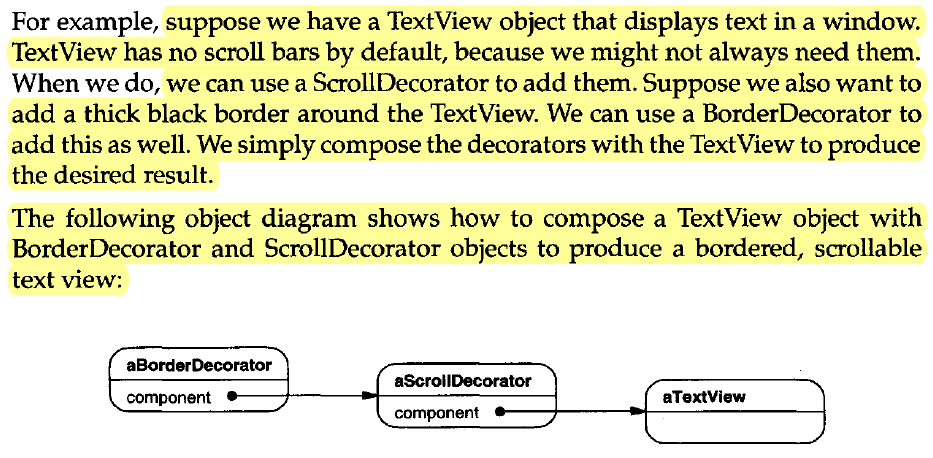 For example, suppose we have a TextView object that displays text in a window.
TextView has no scroll bars by default, because we might not always need them.
When we do, we can use a ScrollDecorator to add them. Suppose we also want to
add a thick black border around the TextView. We can use a BorderDecorator to
add this as well. We simply compose the decorators with the TextView to produce
the desired result.
The following object diagram shows how to compose a TextView object with
BorderDecorator and ScrollDecorator objects to produce a bordered, scrollable
text view:
aBorderDecorator
component
aScrollDecorator
component
aTextView